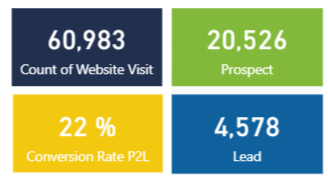 60,983
Count of Website Visit
20,526
Prospect
22 %
Conversion Rate P2L
4,578
Lead